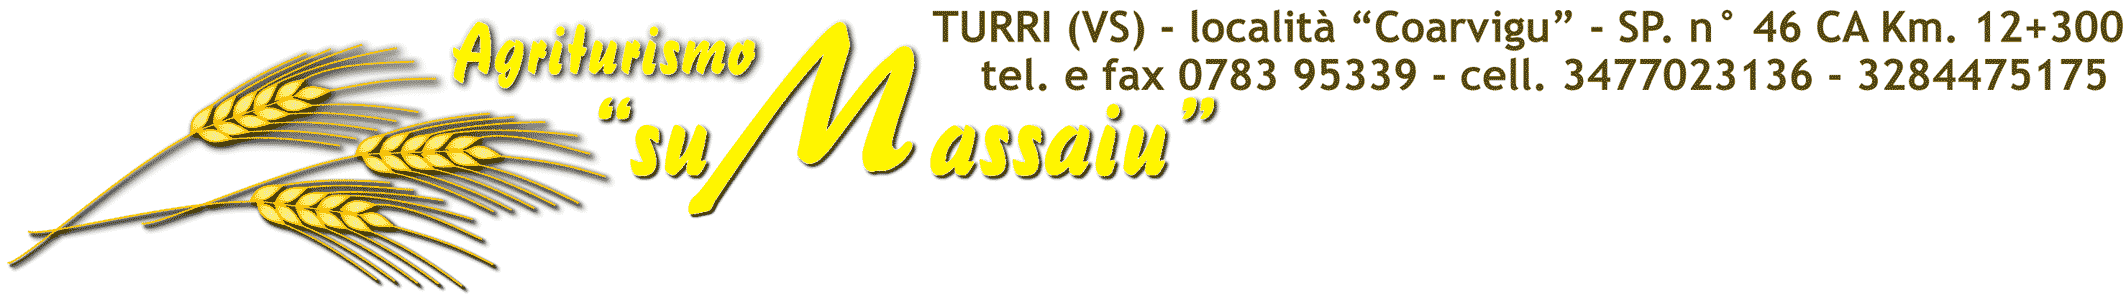 Agriturismo
“su Massaiu”
TURRI (VS) - località “Coarvigu” - SP. n° 46 CA Km. 12+300
tel. e fax 0783 95339 - cell. 3477023136 - 3284475175